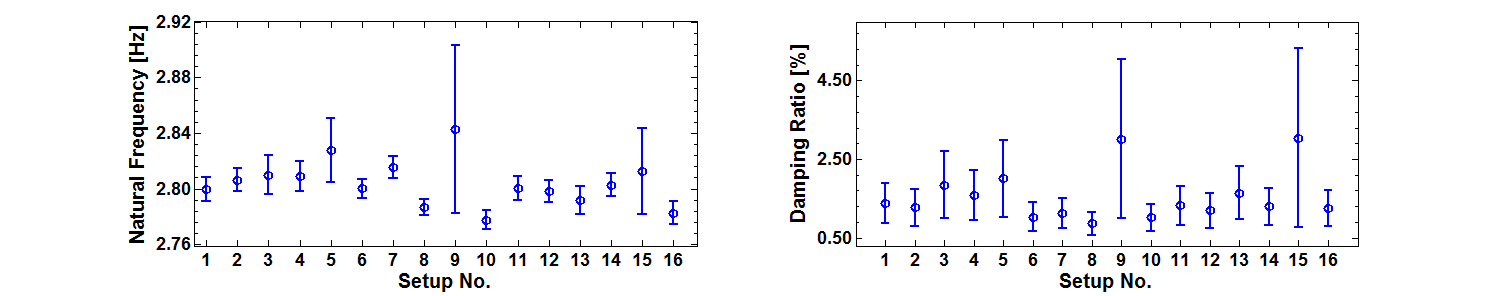 Natural Frequency [Hz]
2.92
2.88
2.84
2.80
2.76
1 2 3 4 5 6 7 8 9 10 11 12 13 14 15 16
Setup No.
Damping Ratio [%]
4.50
2.50
0.50
1 2 3 4 5 6 7 8 9 10 11 12 13 14 15 16
Setup No.